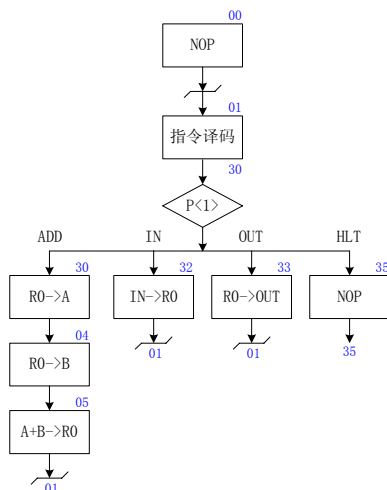 00
NOP
01
指令译码
30
P<1>
ADD IN OUT HLT
30 32 33 35
R0->A IN->R0 R0->OUT NOP
04 01 01 35
R0->B
05
A+B->R0
01